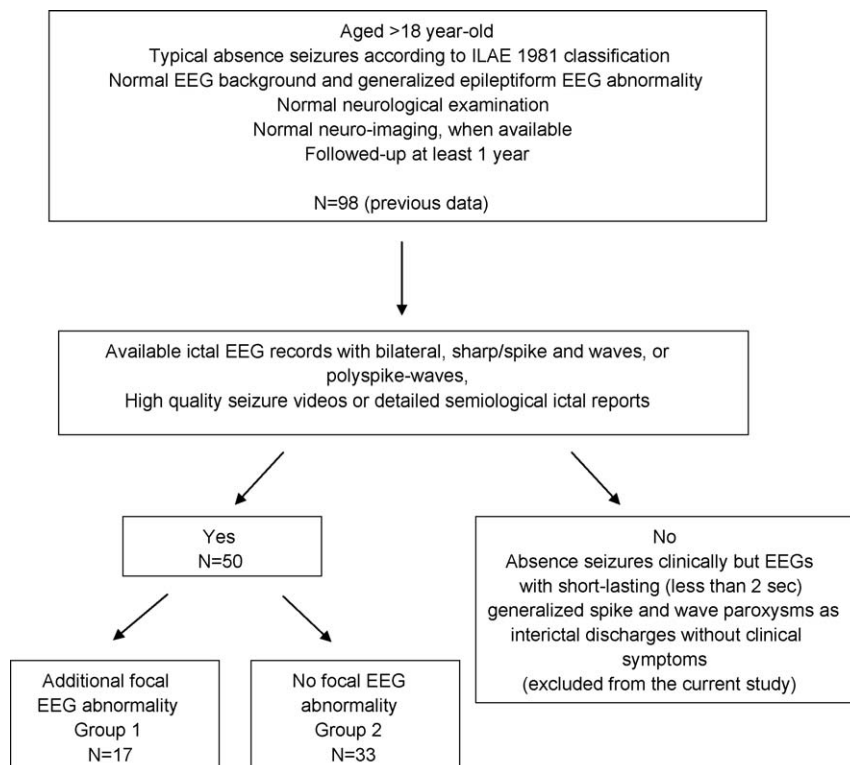 Aged >18 year-old
Typical absence seizures according to ILAE 1981 classification
Normal EEG background and generalized epileptiform EEG abnormality
Normal neurological examination
Normal neuro-imaging, when available
Followed-up at least 1 year
N=98 (previous data)
Available ictal EEG records with bilateral, sharp/spike and waves, or
polyspike-waves,
High quality seizure videos or detailed semiological ictal reports
Yes
N=50
No
Absence seizures clinically but EEGs
with short-lasting (less than 2 sec)
generalized spike and wave paroxysms as
interictal discharges without clinical
symptoms
(excluded from the current study)
Additional focal
EEG abnormality
Group 1
N=17
No focal EEG
abnormality
Group 2
N=33